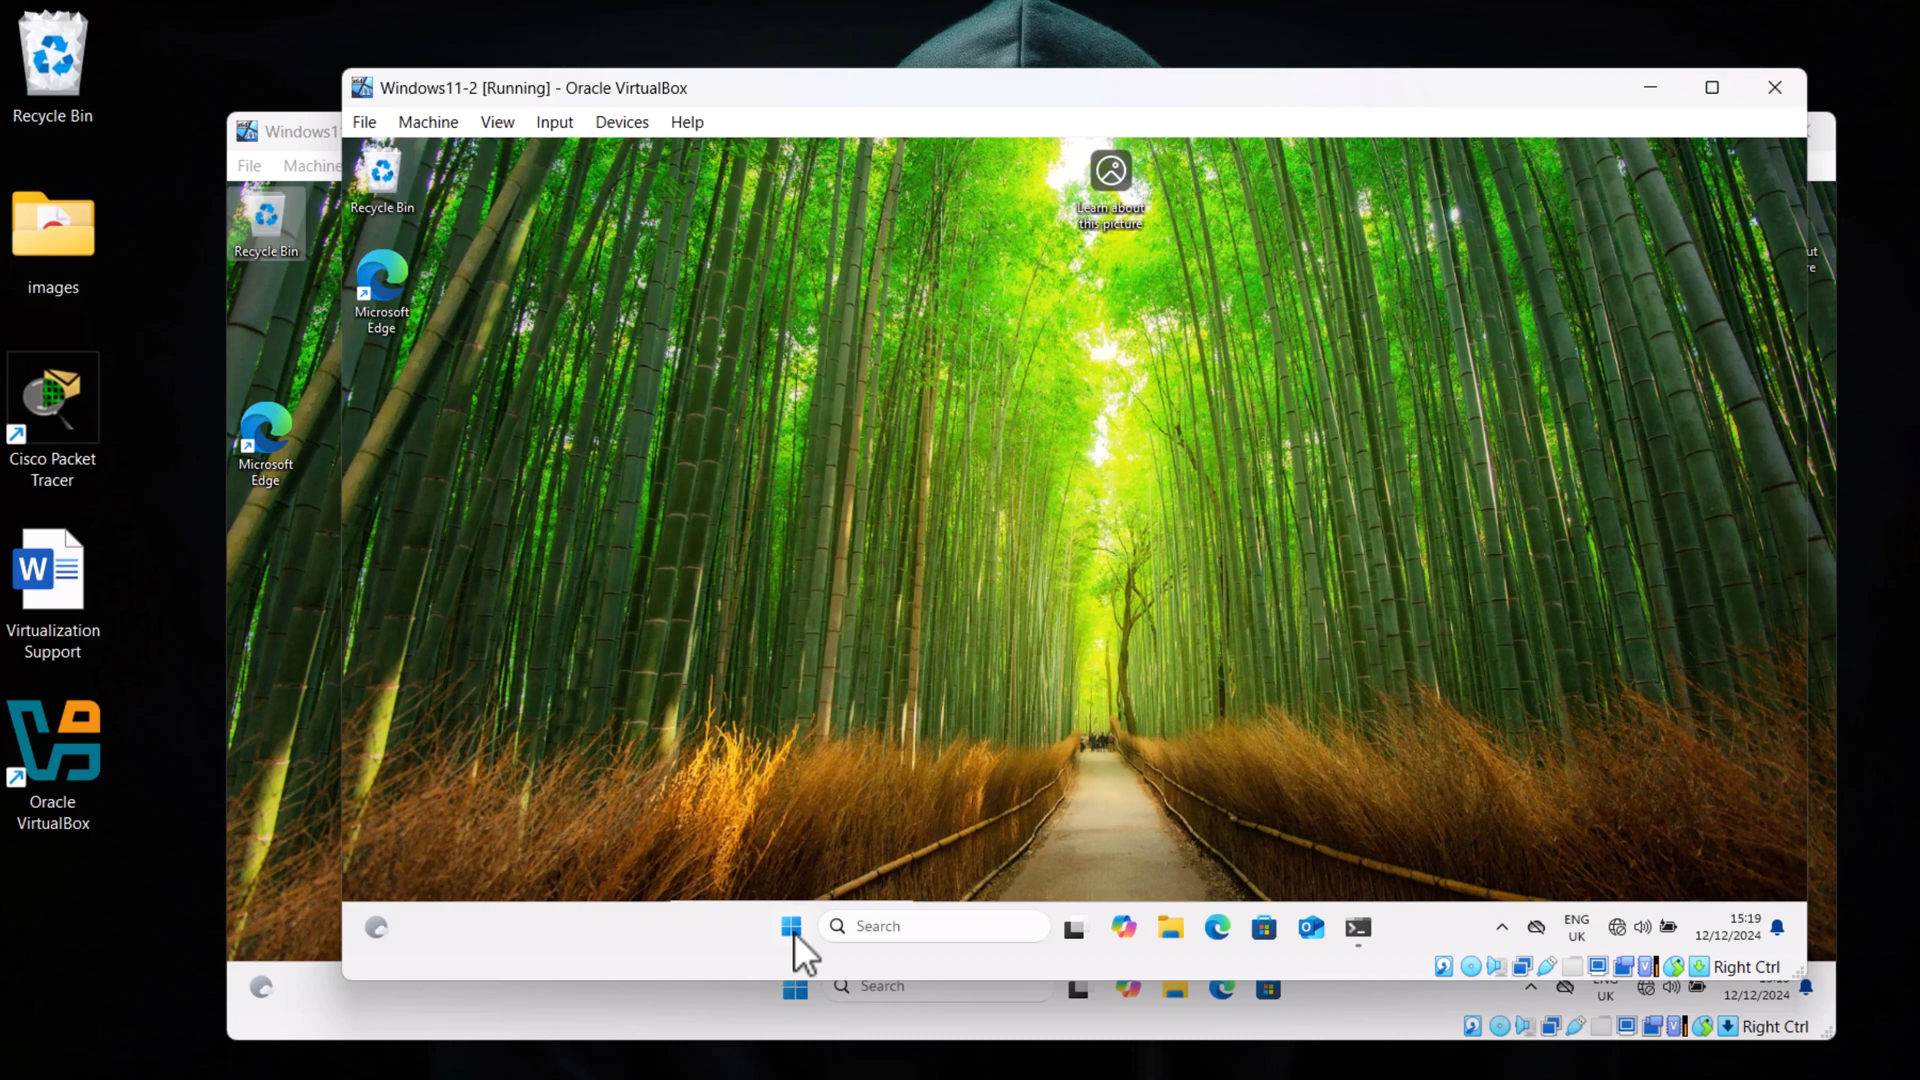 Recycle Bin
images
Cisco Packet
Tracer
Virtualization
Support
Oracle
VirtualBox
Windows11-2 [Running] - Oracle VirtualBox
File Machine View Input Devices Help
Recycle Bin
Microsoft
Edge
Learn about
this picture
Search
ENG
UK
15:19
12/12/2024
Right Ctrl
Windows11
File Machine
Recycle Bin
Microsoft
Edge
Search
ENG
UK
12/12/2024
Right Ctrl